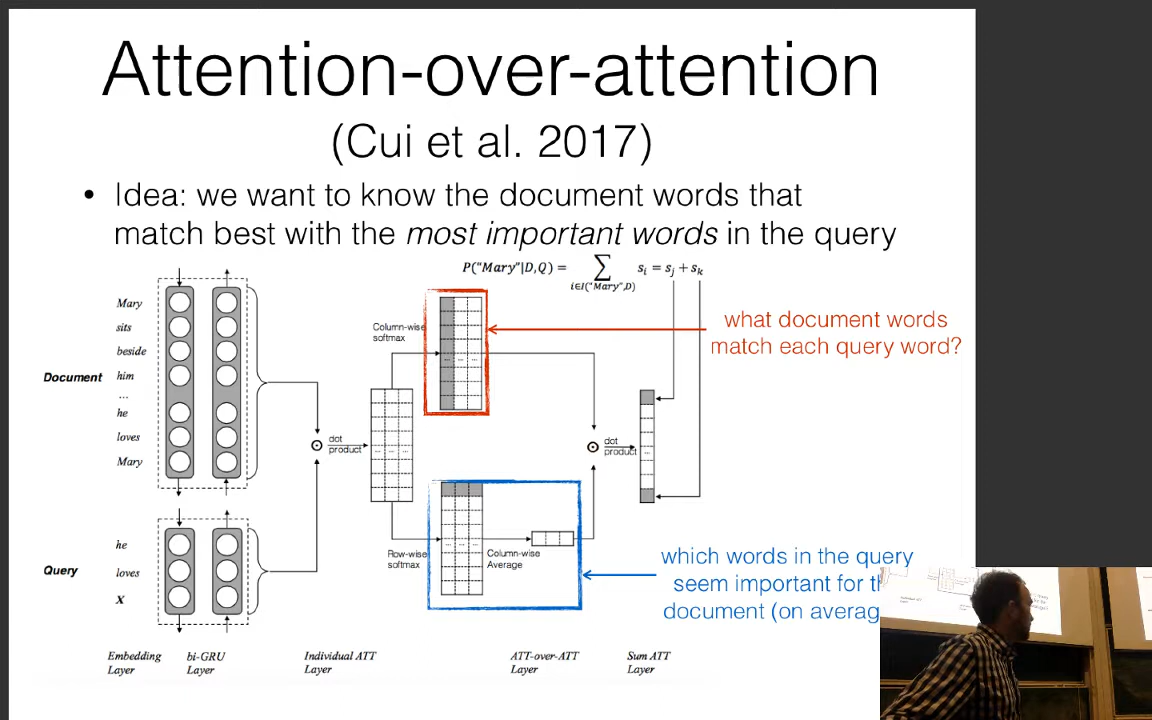 Attention-over-attention
(Cui et al. 2017)
• Idea: we want to know the document words that
match best with the most important words in the query
P("Mary"|D,Q) = ∑ i∈I("Mary",D) s_i = s_j + s_k
Mary
sits
beside
him
...
he
loves
Mary
Document
Column-wise
softmax
what document words
match each query word?
dot
product
... ... ...
... ... ...
dot
product
...
he
loves
X
Query
Row-wise
softmax
... ... ...
Column-wise
Average
which words in the query
seem important for
document (on
Embedding
Layer
bi-GRU
Layer
Individual ATT
Layer
ATT-over-ATT
Layer
Sum ATT
Layer